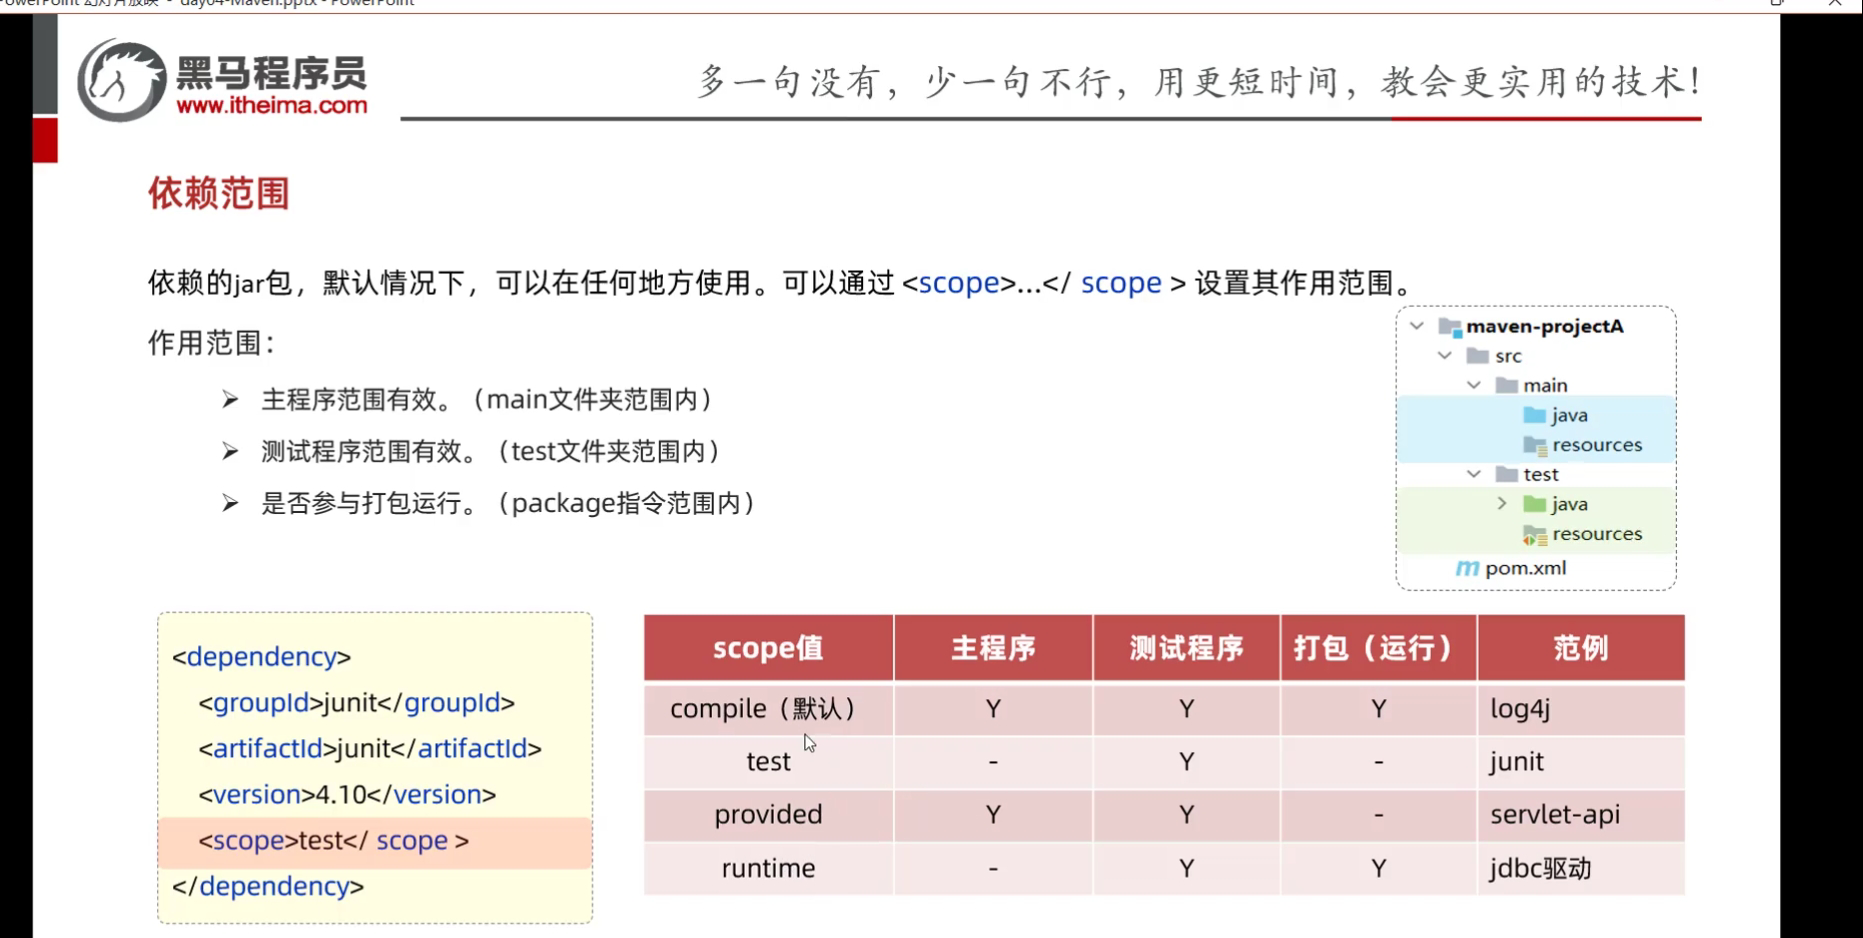 PowerPoint 幻灯片放映 - day04-Maven.pptx - PowerPoint
黑马程序员
www.itheima.com
多一句没有，少一句不行，用更短时间，教会更实用的技术！
依赖范围
依赖的jar包，默认情况下，可以在任何地方使用。可以通过 <scope>...</ scope > 设置其作用范围。
作用范围：
➢ 主程序范围有效。（main文件夹范围内）
➢ 测试程序范围有效。（test文件夹范围内）
➢ 是否参与打包运行。（package指令范围内）
maven-projectA
src
main
java
resources
test
java
resources
pom.xml
<dependency>
<groupId>junit</groupId>
<artifactId>junit</artifactId>
<version>4.10</version>
<scope>test</ scope >
</dependency>
scope值 主程序 测试程序 打包（运行） 范例
compile（默认） Y Y Y log4j
test - Y - junit
provided Y Y - servlet-api
runtime - Y Y jdbc驱动